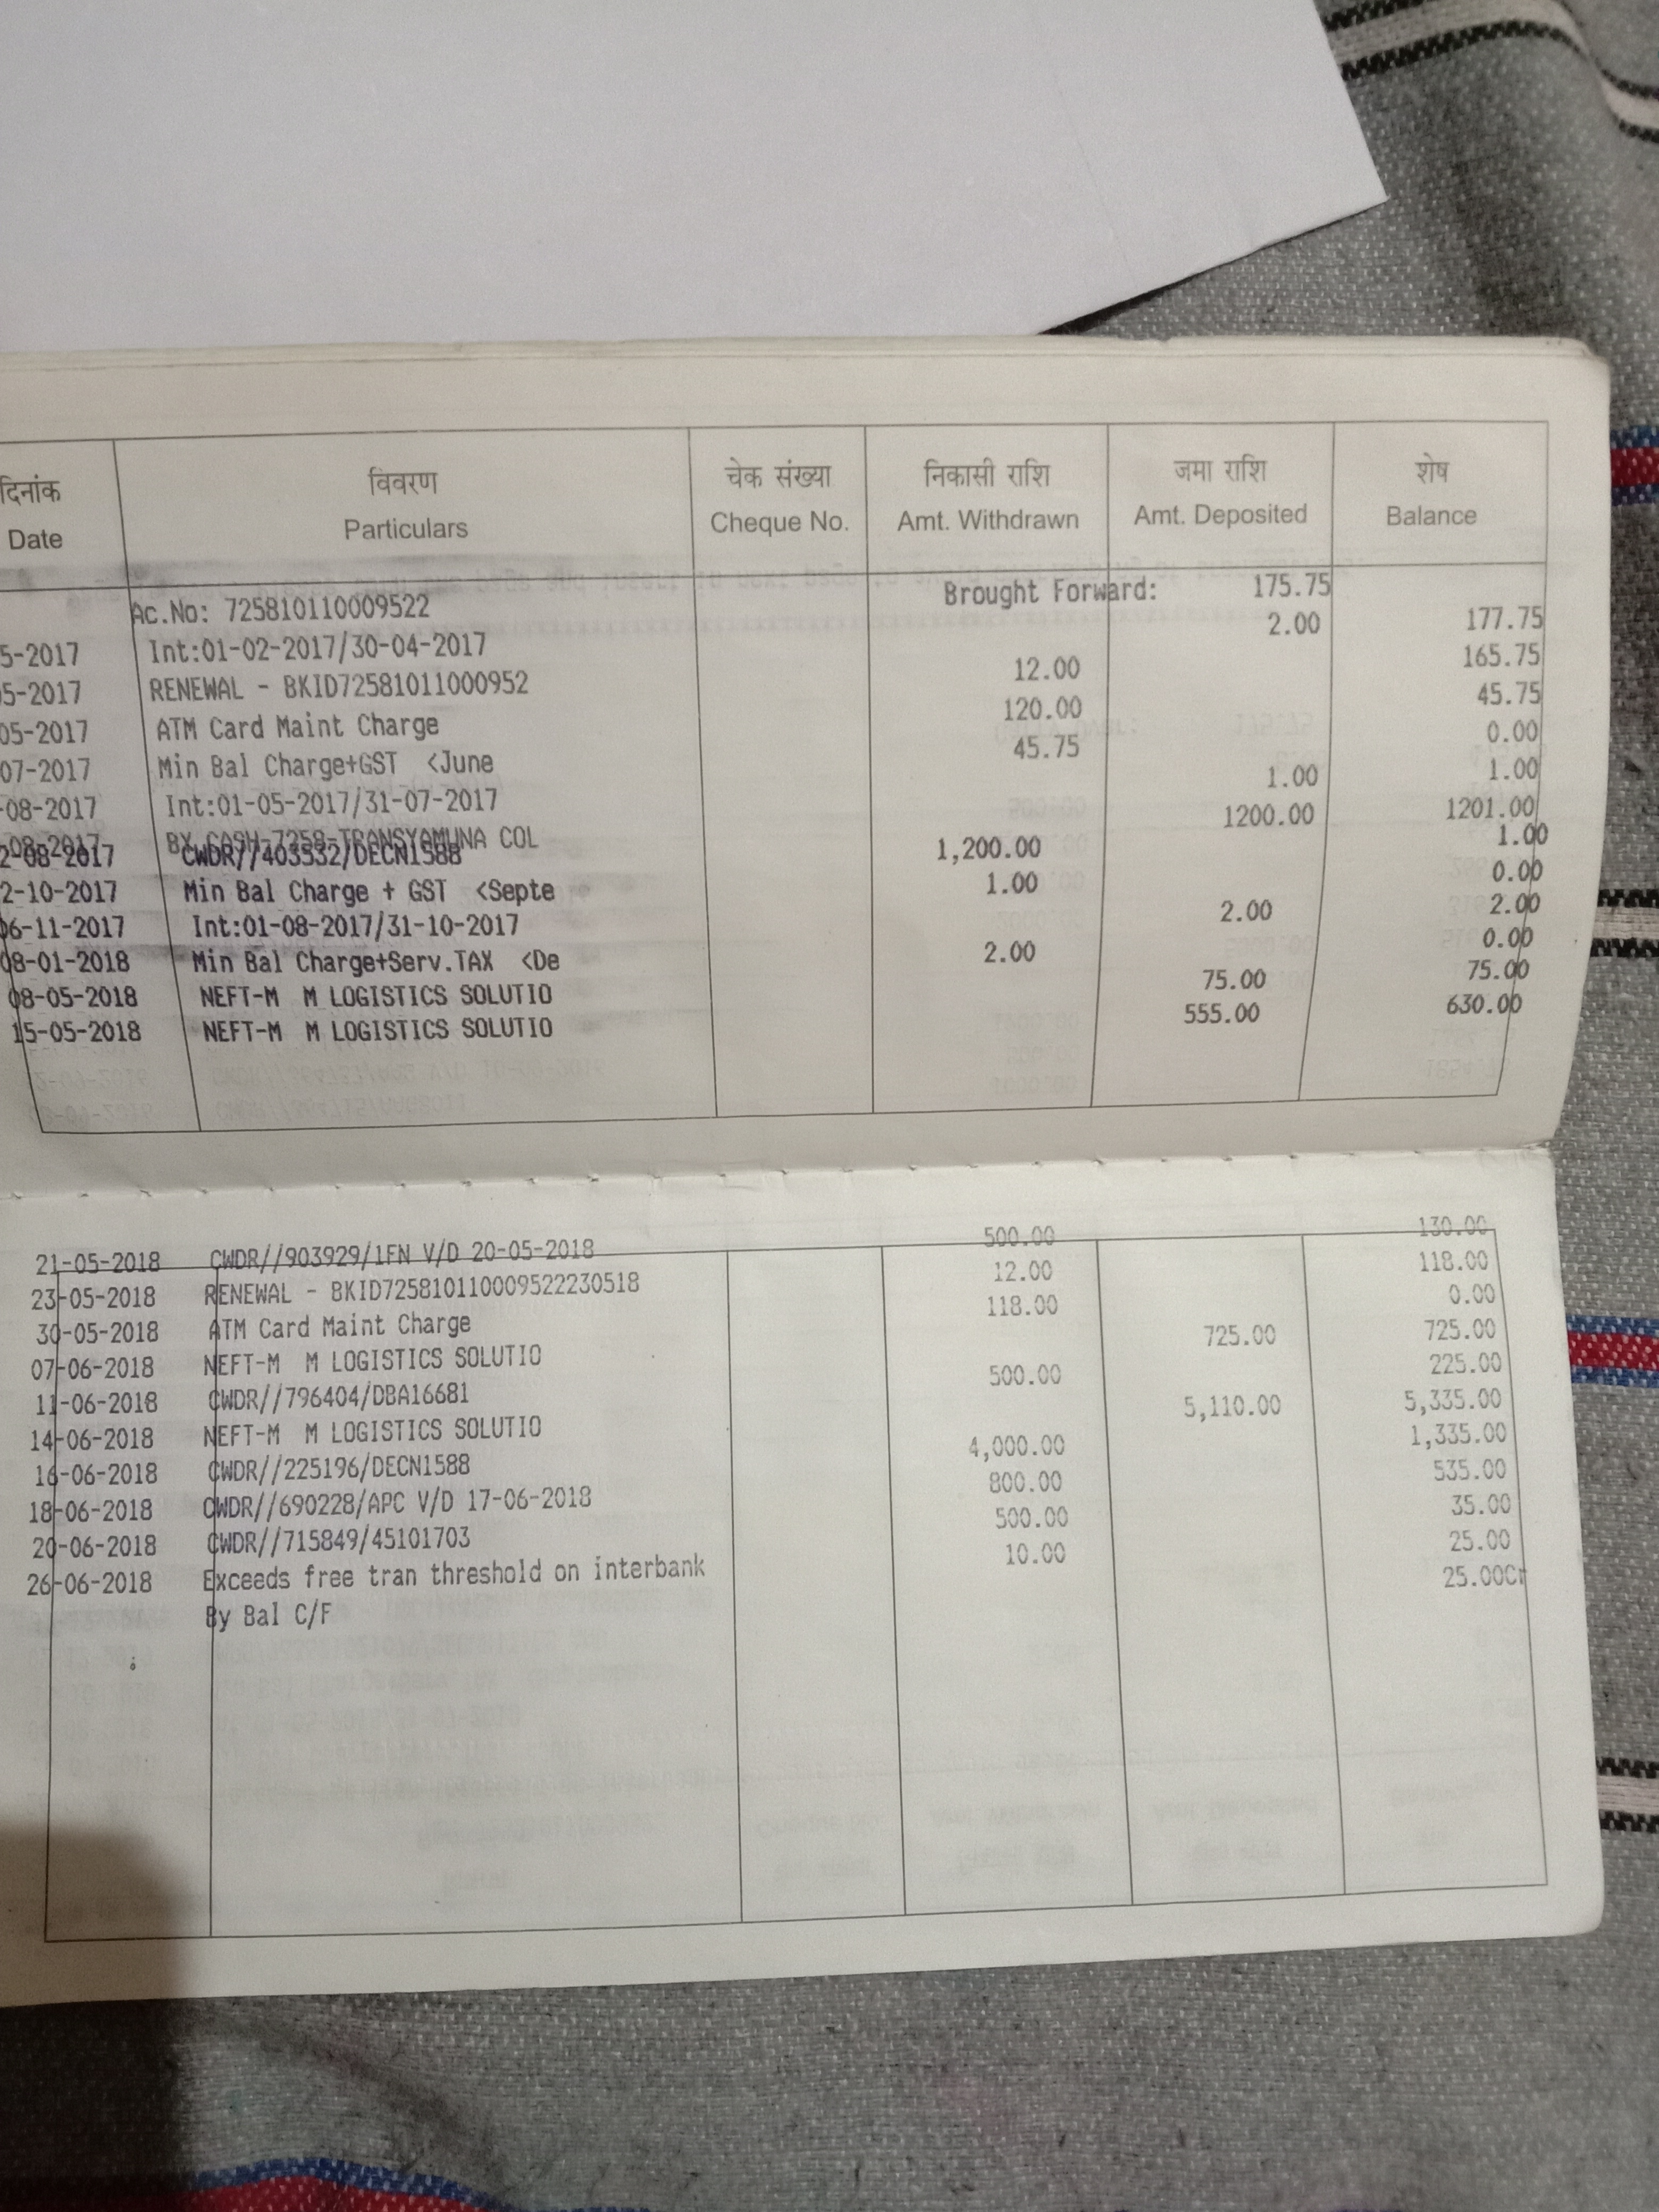 दिनांक विवरण चेक संख्या निकासी राशि जमा राशि शेष
Date Particulars Cheque No. Amt. Withdrawn Amt. Deposited Balance
Ac.No: 725810110009522 Brought Forward: 175.75
5-2017 Int:01-02-2017/30-04-2017 2.00 177.75
05-2017 RENEWAL - BKID72581011000952 12.00 165.75
05-2017 ATM Card Maint Charge 120.00 45.75
07-2017 Min Bal Charge+GST <June 45.75 0.00
-08-2017 Int:01-05-2017/31-07-2017 1.00 1.00
-08-2017 BY CASH-7258-TRANSYAMUNA COL 1200.00 1201.00
2-08-2017 CWDR//403532/DECN1588 1,200.00 1.00
2-10-2017 Min Bal Charge + GST <Septe 1.00 0.00
06-11-2017 Int:01-08-2017/31-10-2017 2.00 2.00
08-01-2018 Min Bal Charge+Serv.TAX <De 2.00 0.00
08-05-2018 NEFT-M M LOGISTICS SOLUTIO 75.00 75.00
15-05-2018 NEFT-M M LOGISTICS SOLUTIO 555.00 630.00
21-05-2018 CWDR//903929/1FN V/D 20-05-2018 500.00 130.00
23-05-2018 RENEWAL - BKID725810110009522230518 12.00 118.00
30-05-2018 ATM Card Maint Charge 118.00 0.00
07-06-2018 NEFT-M M LOGISTICS SOLUTIO 725.00 725.00
11-06-2018 CWDR//796404/DBA16681 500.00 225.00
14-06-2018 NEFT-M M LOGISTICS SOLUTIO 5,110.00 5,335.00
16-06-2018 CWDR//225196/DECN1588 4,000.00 1,335.00
18-06-2018 CWDR//690228/APC V/D 17-06-2018 800.00 535.00
20-06-2018 CWDR//715849/45101703 500.00 35.00
26-06-2018 Exceeds free tran threshold on interbank 10.00 25.00
By Bal C/F 25.00Cr